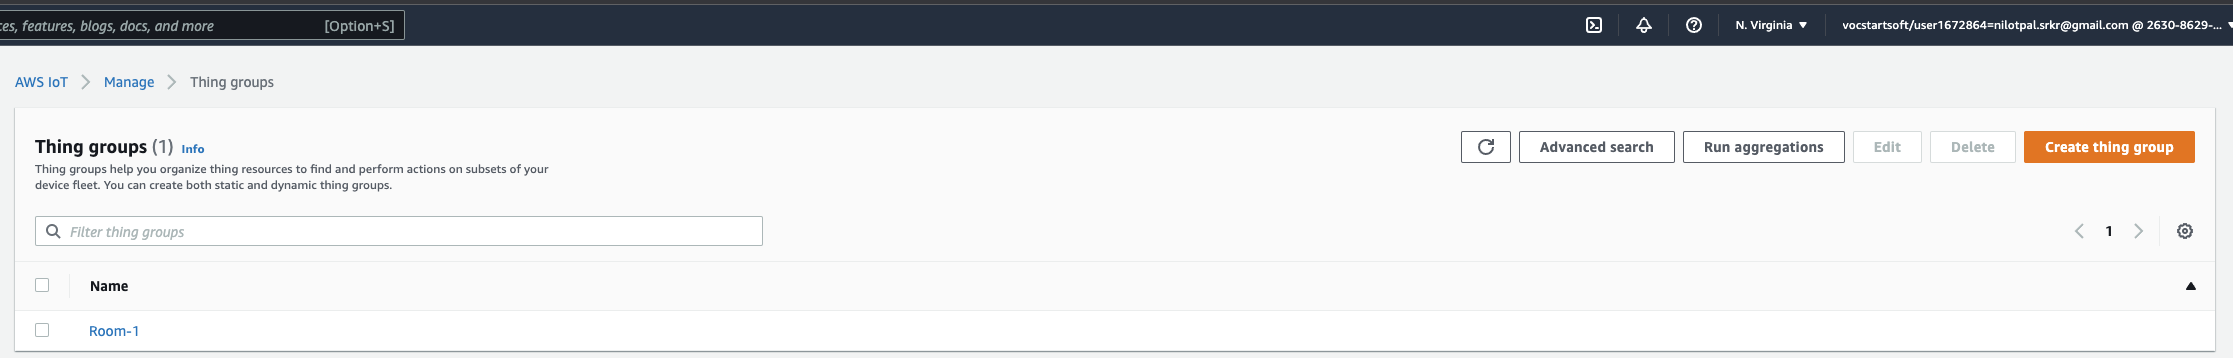 ces, features, blogs, docs, and more [Option+S] N. Virginia ▼ vocstartsoft/user1672864=nilotpal.srkr@gmail.com @ 2630-8629-... ▼
AWS IoT > Manage > Thing groups
Thing groups (1) Info Advanced search Run aggregations Edit Delete Create thing group
Thing groups help you organize thing resources to find and perform actions on subsets of your
device fleet. You can create both static and dynamic thing groups.
Filter thing groups < 1 >
Name ▲
Room-1